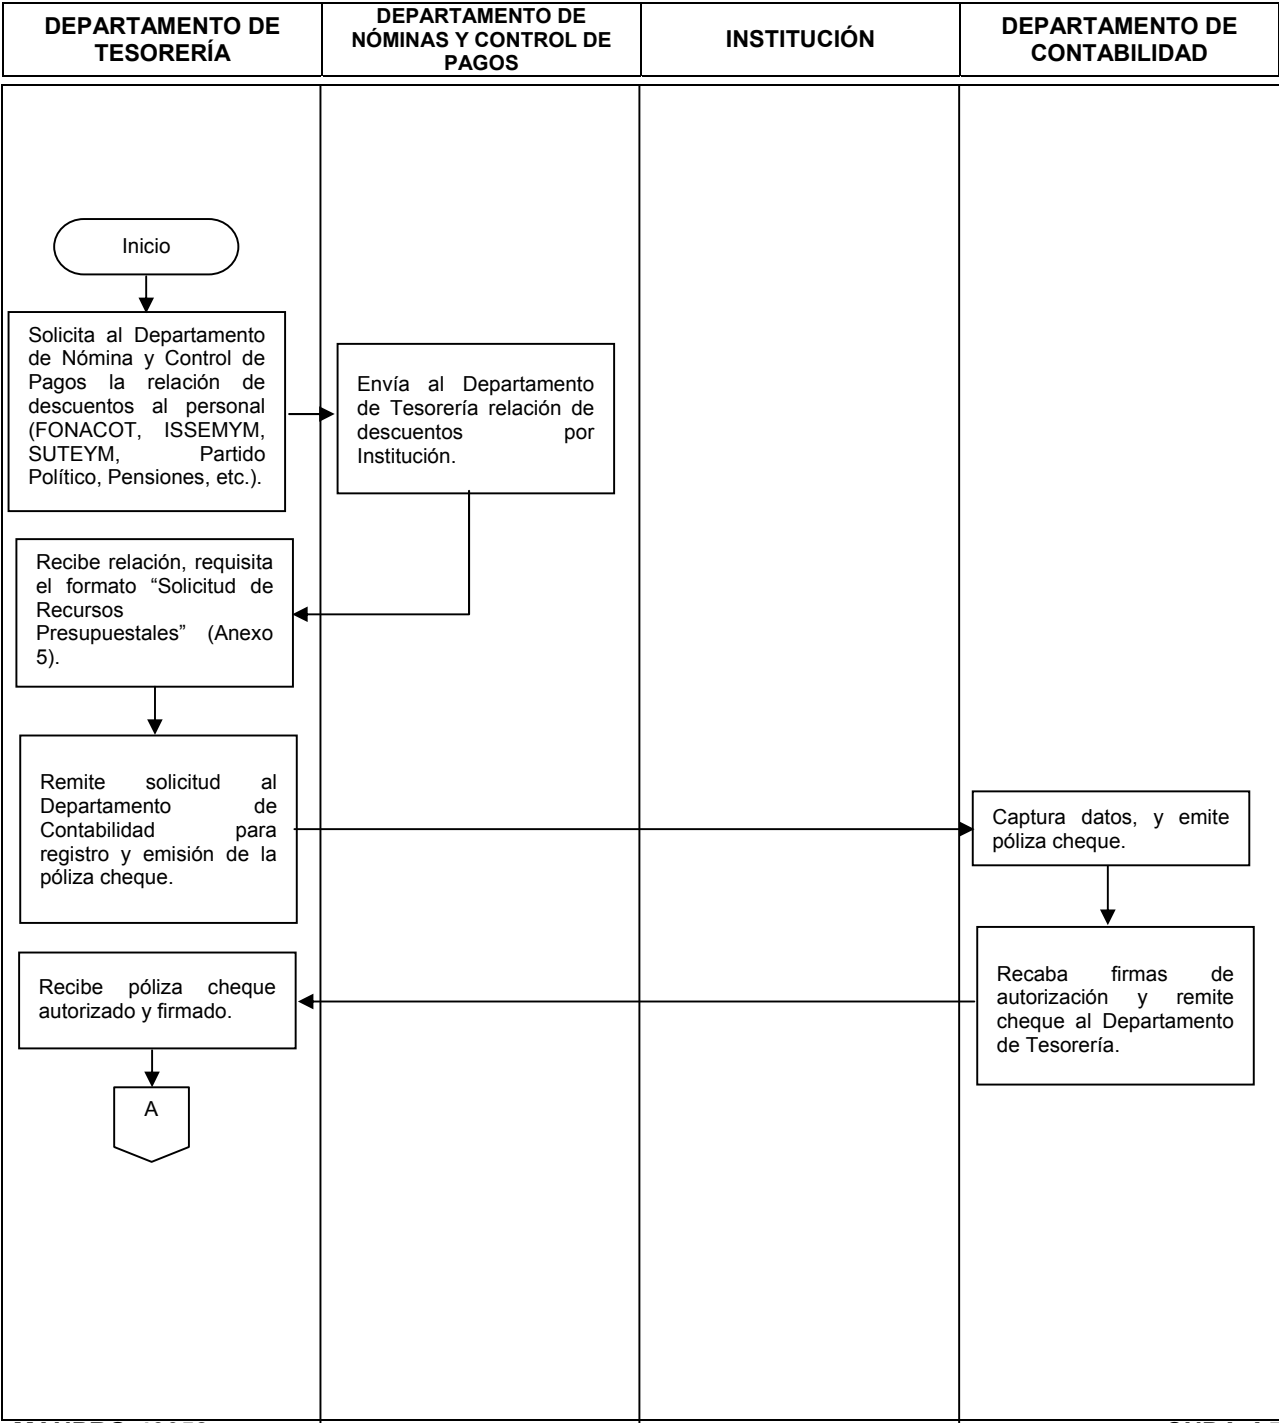 DEPARTAMENTO DE
TESORERÍA
DEPARTAMENTO DE
NÓMINAS Y CONTROL DE
PAGOS
INSTITUCIÓN
DEPARTAMENTO DE
CONTABILIDAD
Inicio
Solicita al Departamento
de Nómina y Control de
Pagos la relación de
descuentos al personal
(FONACOT, ISSEMYM,
SUTEYM, Partido
Político, Pensiones, etc.).
Envía al Departamento
de Tesorería relación de
descuentos por
Institución.
Recibe relación, requisita
el formato “Solicitud de
Recursos
Presupuestales” (Anexo
5).
Remite solicitud al
Departamento de
Contabilidad para
registro y emisión de la
póliza cheque.
Captura datos, y emite
póliza cheque.
Recaba firmas de
autorización y remite
cheque al Departamento
de Tesorería.
Recibe póliza cheque
autorizado y firmado.
A